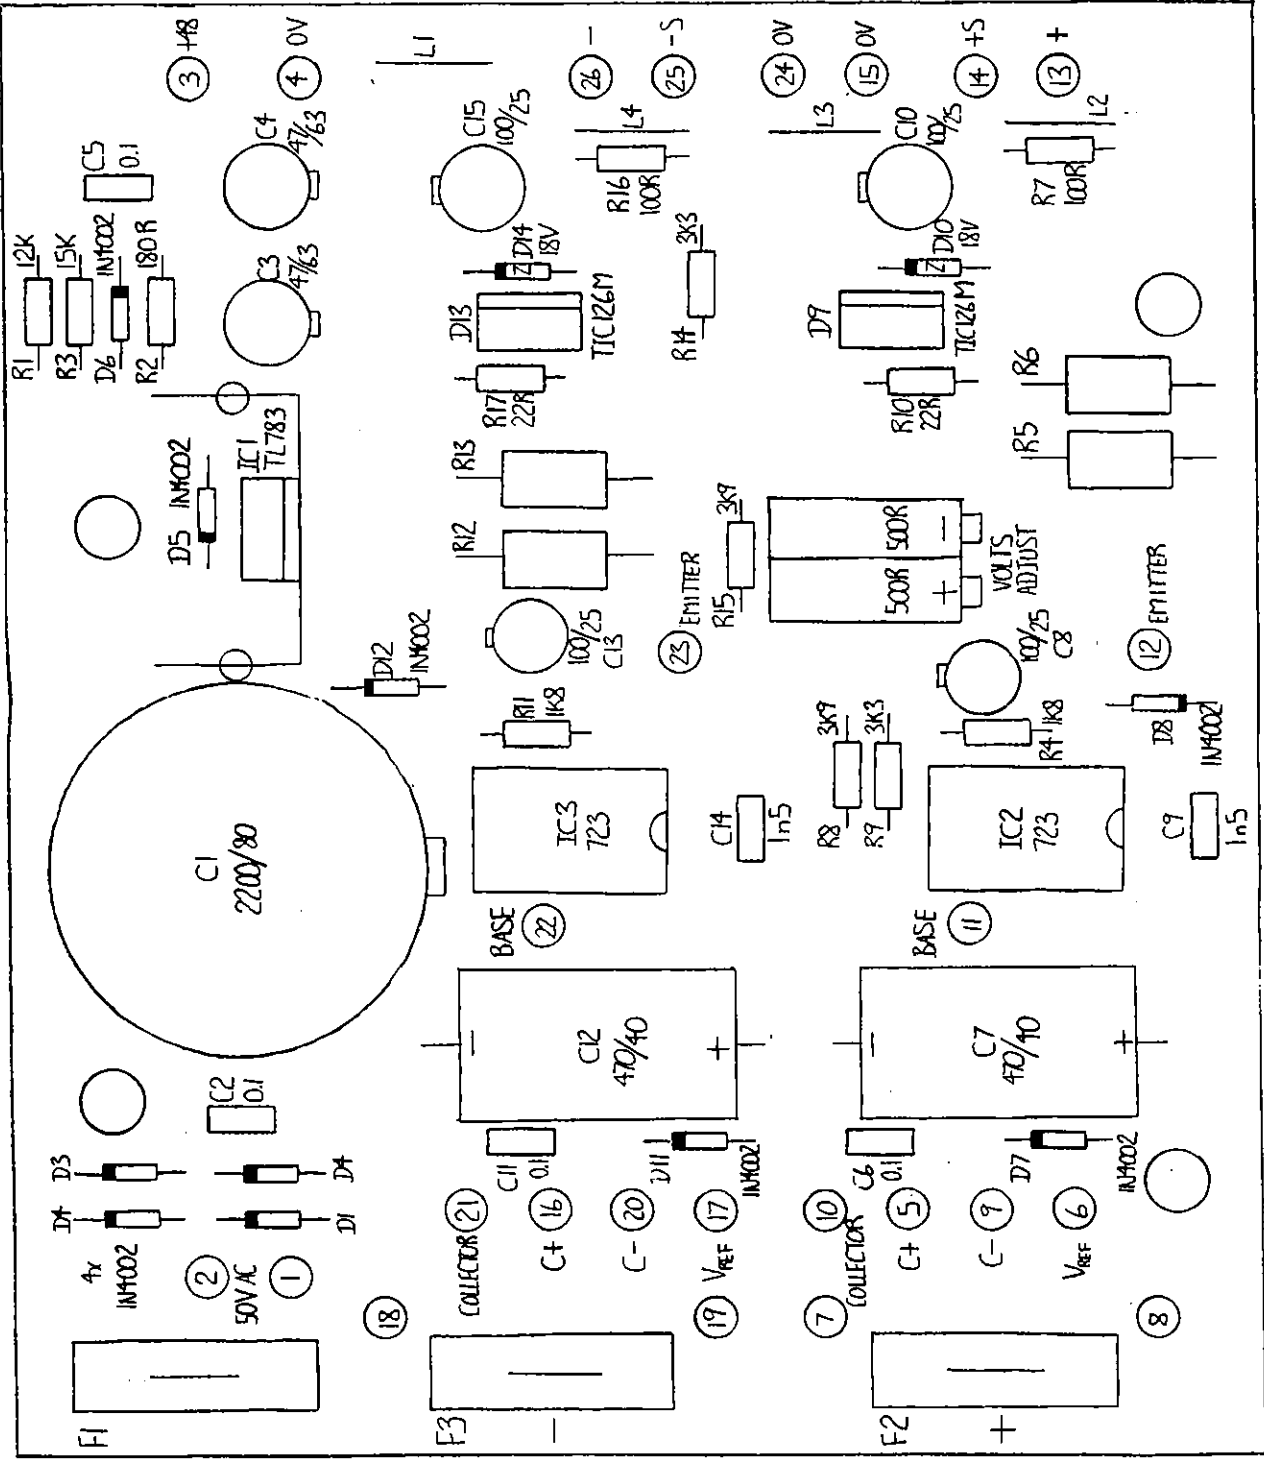 R1 12K
R3 15K
D6 1N4002
R2 180R
C5
0.1
3 +48
4 0V
C4
47/63
C3
47/63
L1
D5 1N4002
IC1
TL783
C1
2200/80
D12
1N4002
C2
0.1
D3
D4
D4
D1
4x
1N4002
2
50V AC
1
F1
18
C15
100/25
26 -
25 -S
L4
R16
100R
D14
18V
D13
TIC126M
R14 3K3
R17
22R
R13
R12
100/25
C13
23 EMITTER
R15 3K9
R11
1K8
IC3
723
C14
1n5
BASE
22
-
C12
470/40
+
C11
0.1
D11
1N4002
COLLECTOR 21
C+ 16
C- 20
VREF 17
19
F3
-
24 0V
15 0V
14 +S
13 +
L3
C10
100/25
L2
R7
100R
D10
18V
D9
TIC126M
R10
22R
R6
R5
500R -
500R +
VOLTS
ADJUST
100/25
C8
12 EMITTER
R8 3K9
R9 3K3
R4 1K8
D8
1N4002
IC2
723
C9
1n5
BASE
11
-
C7
470/40
+
C6
0.1
D7
1N4002
10
COLLECTOR
C+ 5
C- 9
VREF 6
7
8
F2
+